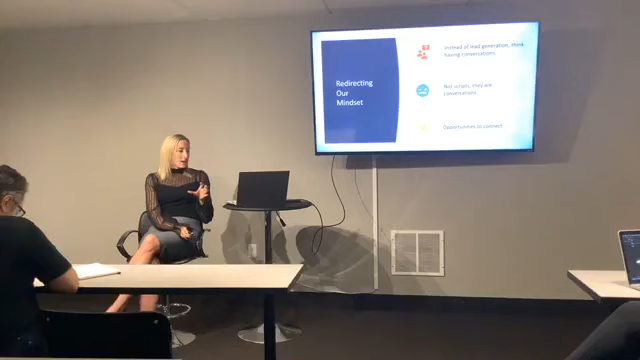 Redirecting
Our
Mindset
Instead of lead generation, think
having conversations.
Not scripts, they are
conversations.
Opportunities to connect.